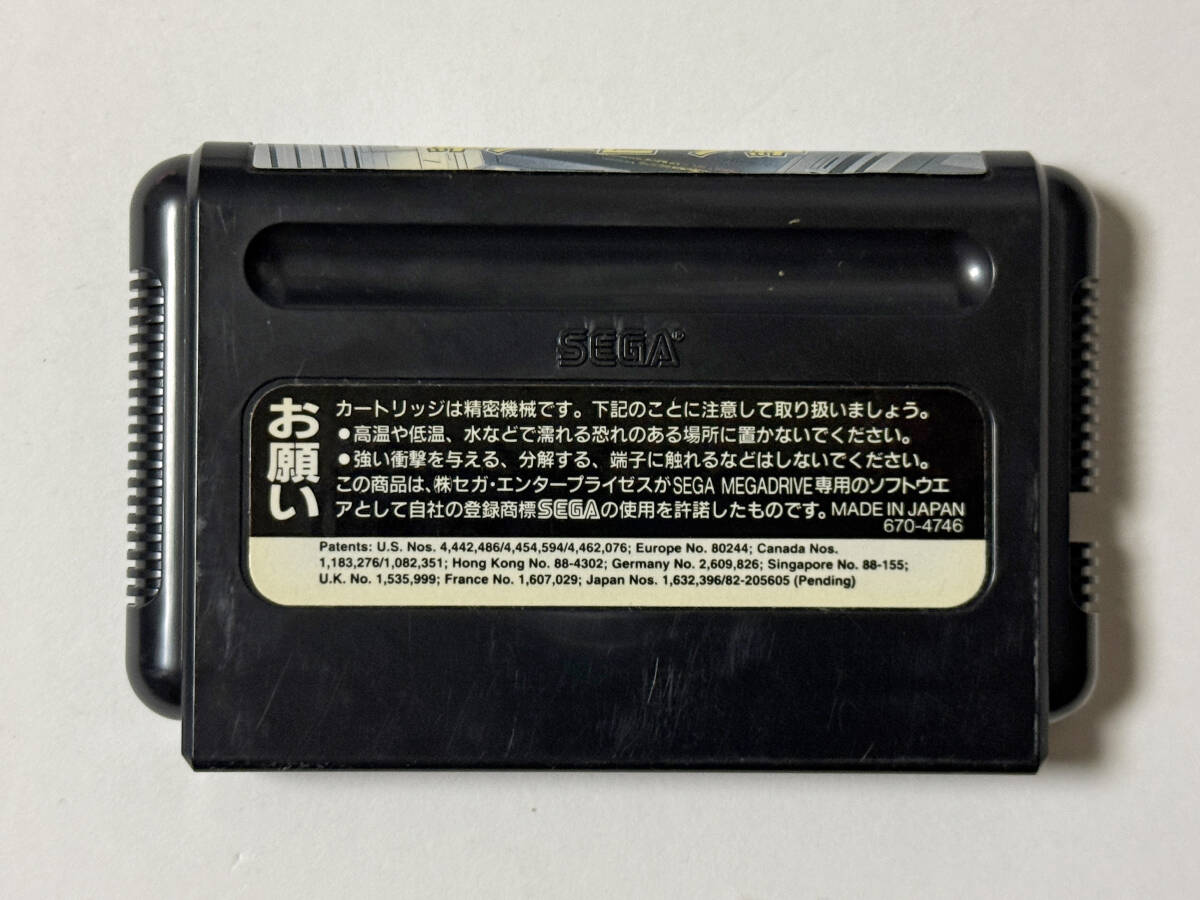 SEGA®
お願い
カートリッジは精密機械です。下記のことに注意して取り扱いましょう。
●高温や低温、水などで濡れる恐れのある場所に置かないでください。
●強い衝撃を与える、分解する、端子に触れるなどはしないでください。
この商品は、㈱セガ・エンタープライゼスがSEGA MEGADRIVE専用のソフトウエ
アとして自社の登録商標SEGAの使用を許諾したものです。MADE IN JAPAN
670-4746
Patents: U.S. Nos. 4,442,486/4,454,594/4,462,076; Europe No. 80244; Canada Nos.
1,183,276/1,082,351; Hong Kong No. 88-4302; Germany No. 2,609,826; Singapore No. 88-155;
U.K. No. 1,535,999; France No. 1,607,029; Japan Nos. 1,632,396/82-205605 (Pending)